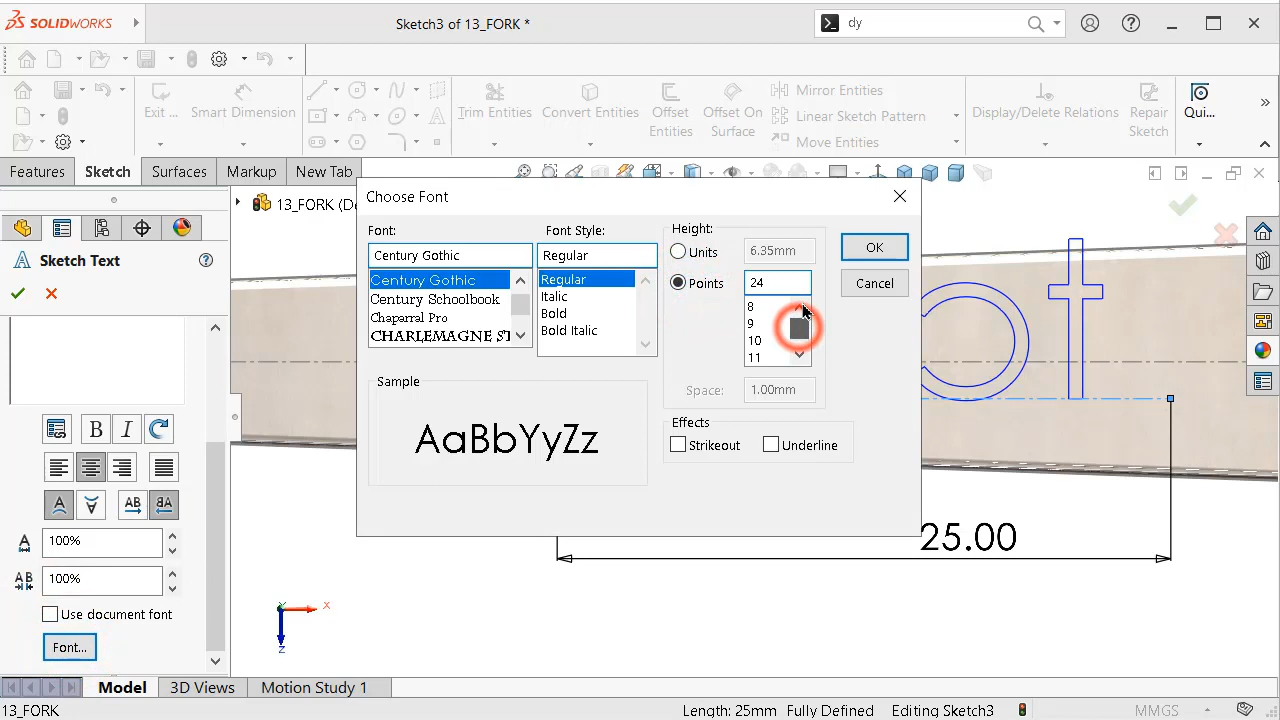 SOLIDWORKS
Sketch3 of 13_FORK *
dy
Exit ...
Smart Dimension
Trim Entities
Convert Entities
Offset
Entities
Offset On
Surface
Mirror Entities
Linear Sketch Pattern
Move Entities
Display/Delete Relations
Repair
Sketch
Qui...
Features
Sketch
Surfaces
Markup
New Tab
13_FORK (De
Sketch Text
Choose Font
Font:
Century Gothic
Century Gothic
Century Schoolbook
Chaparral Pro
CHARLEMAGNE ST
Font Style:
Regular
Regular
Italic
Bold
Bold Italic
Height:
Units
6.35mm
Points
24
8
9
10
11
Space:
1.00mm
OK
Cancel
Sample
AaBbYyZz
Effects
Strikeout
Underline
B
I
AB
AB
100%
AB
100%
Use document font
Font...
25.00
X
Y
Z
Model
3D Views
Motion Study 1
13_FORK
Length: 25mm
Fully Defined
Editing Sketch3
MMGS